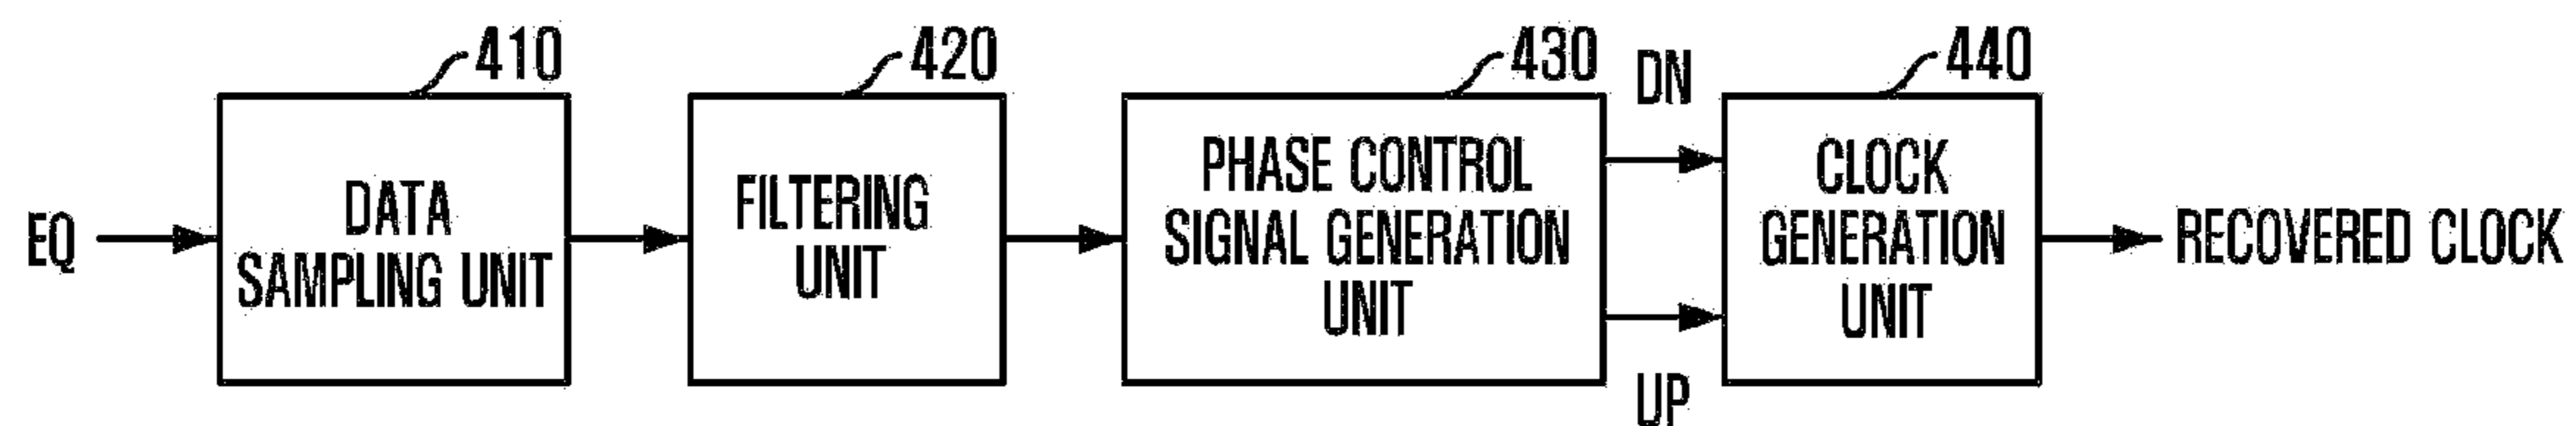 410
420
430
440
EQ
DATA
SAMPLING UNIT
FILTERING
UNIT
PHASE CONTROL
SIGNAL GENERATION
UNIT
DN
UP
CLOCK
GENERATION
UNIT
RECOVERED CLOCK